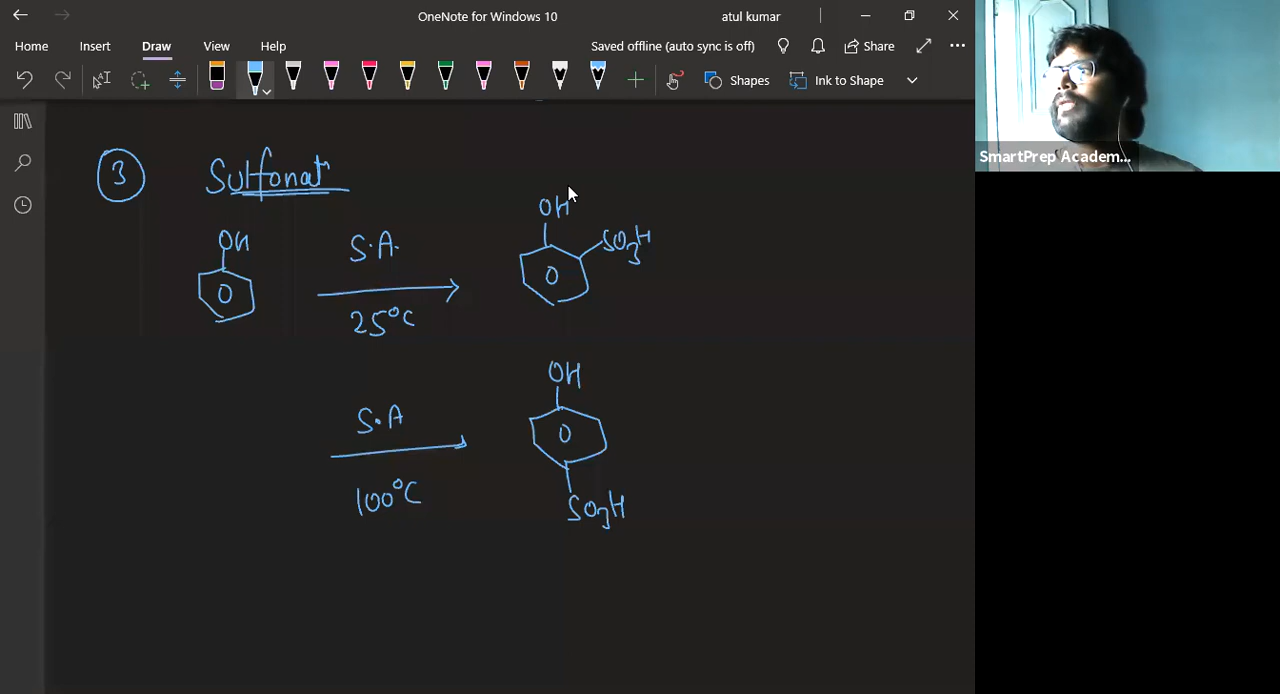 OneNote for Windows 10
atul kumar
Home Insert Draw View Help
Saved offline (auto sync is off)
Share
Shapes
Ink to Shape
SmartPrep Academ...
3 Sulfonatⁿ
OH
S.A.
25°C
OH
SO3H
S.A
100°C
OH
SO3H